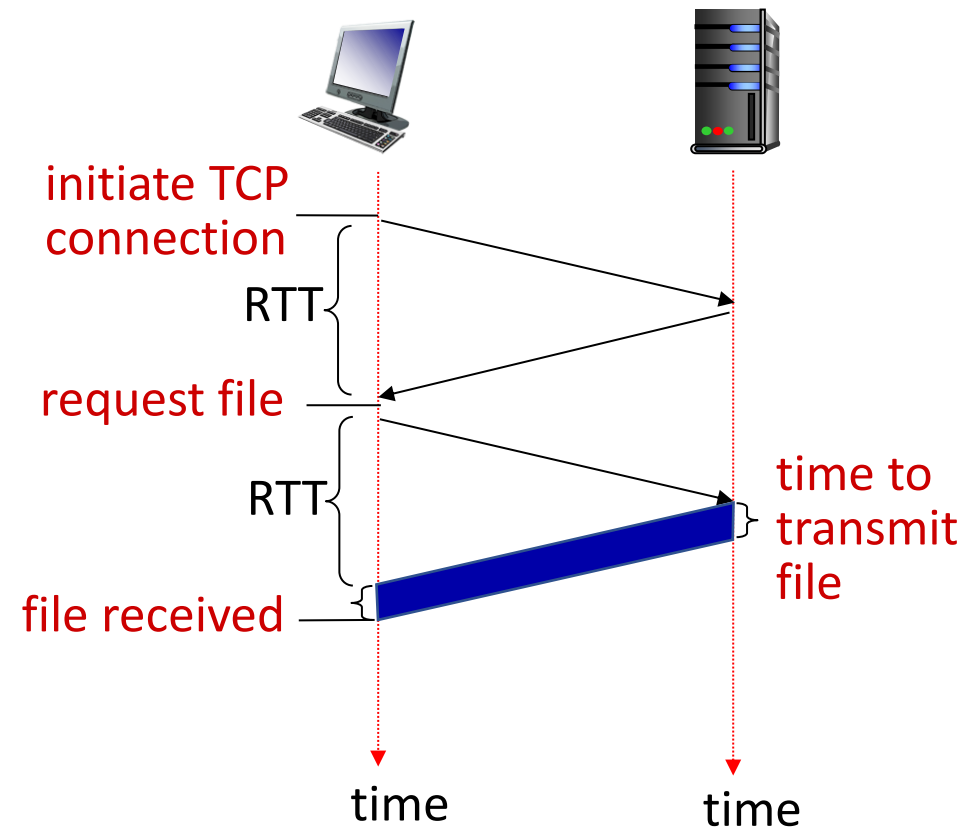 initiate TCP
connection
RTT
request file
RTT
time to
transmit
file
file received
time
time